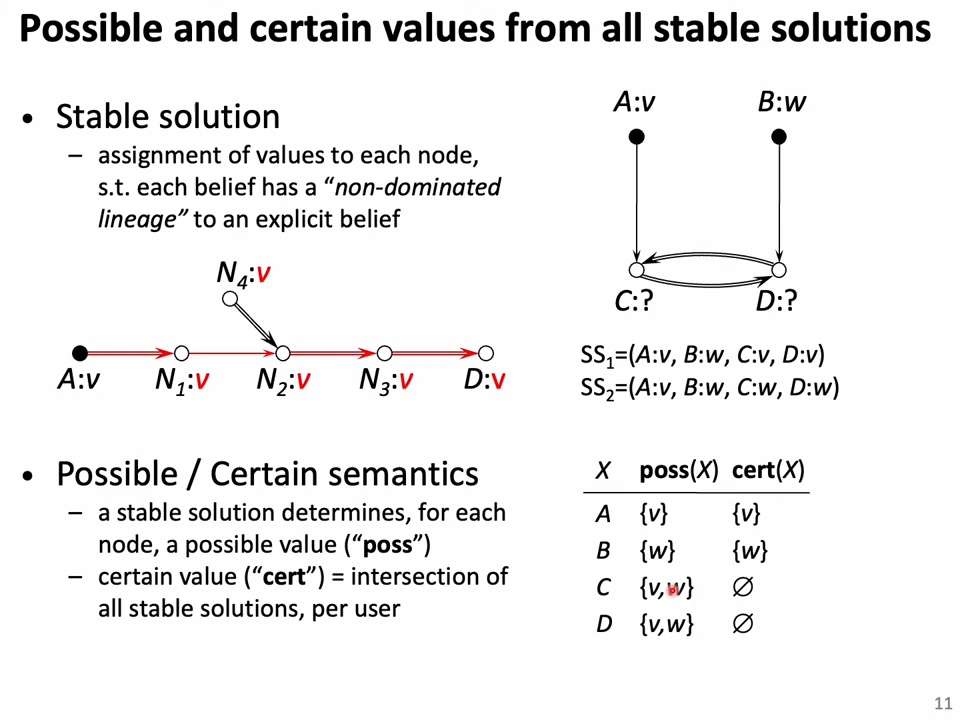 Possible and certain values from all stable solutions
• Stable solution
– assignment of values to each node,
s.t. each belief has a “non-dominated
lineage” to an explicit belief
N4:v
A:v N1:v N2:v N3:v D:v
• Possible / Certain semantics
– a stable solution determines, for each
node, a possible value (“poss”)
– certain value (“cert”) = intersection of
all stable solutions, per user
A:v B:w
C:? D:?
SS1=(A:v, B:w, C:v, D:v)
SS2=(A:v, B:w, C:w, D:w)
X poss(X) cert(X)
A {v} {v}
B {w} {w}
C {v,w} ∅
D {v,w} ∅
11